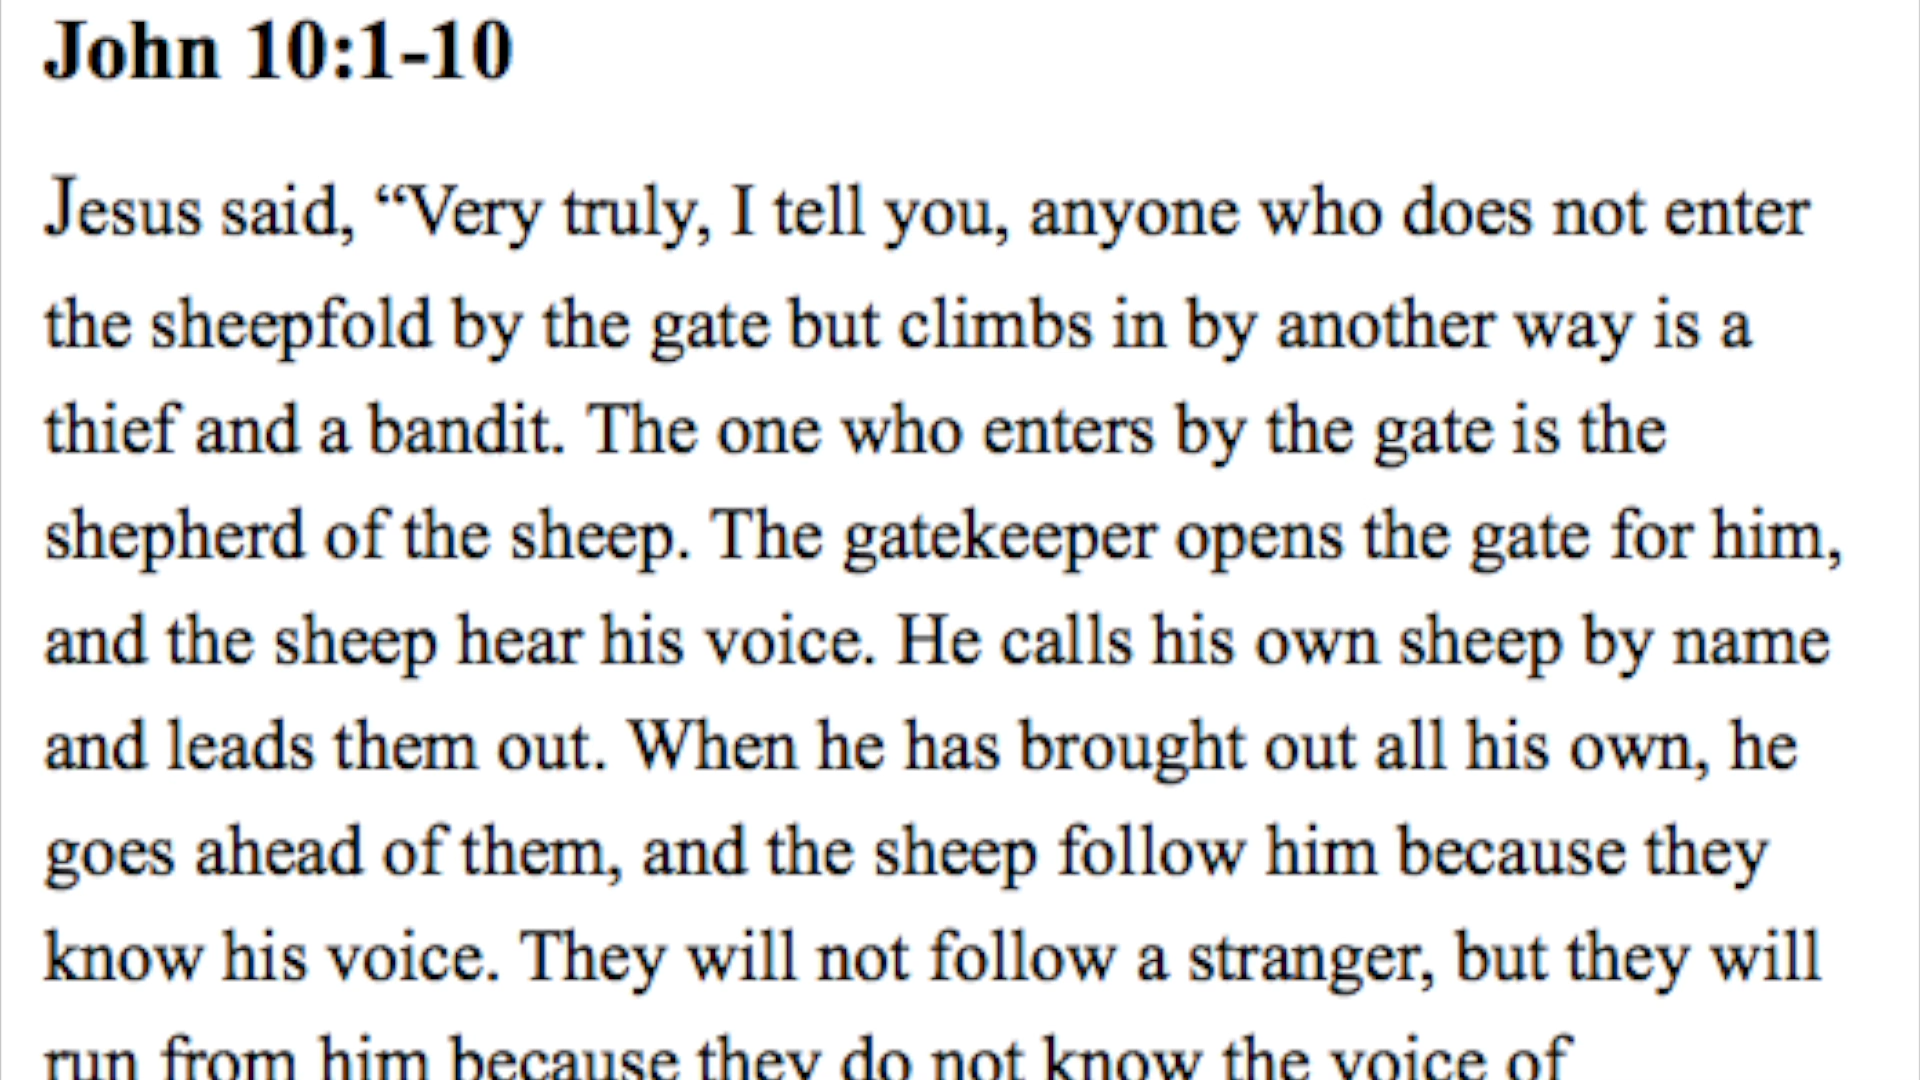 John 10:1-10
Jesus said, “Very truly, I tell you, anyone who does not enter
the sheepfold by the gate but climbs in by another way is a
thief and a bandit. The one who enters by the gate is the
shepherd of the sheep. The gatekeeper opens the gate for him,
and the sheep hear his voice. He calls his own sheep by name
and leads them out. When he has brought out all his own, he
goes ahead of them, and the sheep follow him because they
know his voice. They will not follow a stranger, but they will
run from him because they do not know the voice of